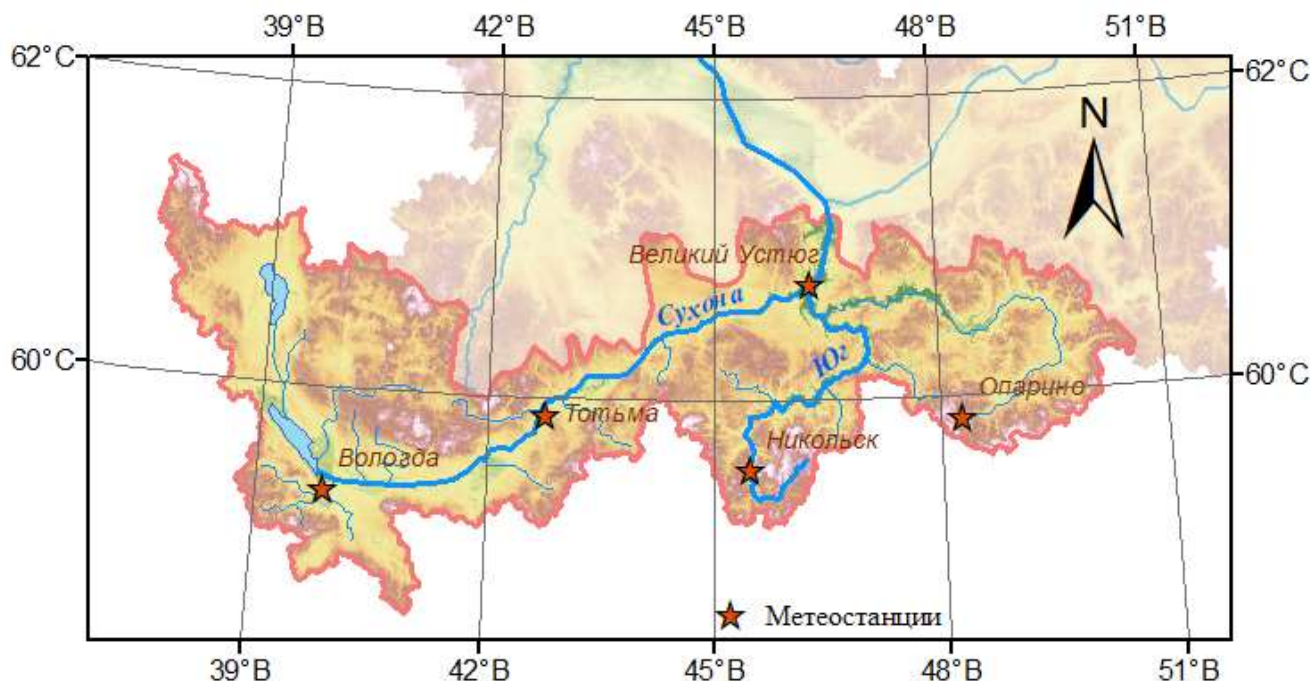 39°В 42°В 45°В 48°В 51°В
62°С 62°С
N
Великий Устюг
Сухона
Юг
60°С 60°С
Опарино
Тотьма
Никольск
Вологда
Метеостанции
39°В 42°В 45°В 48°В 51°В